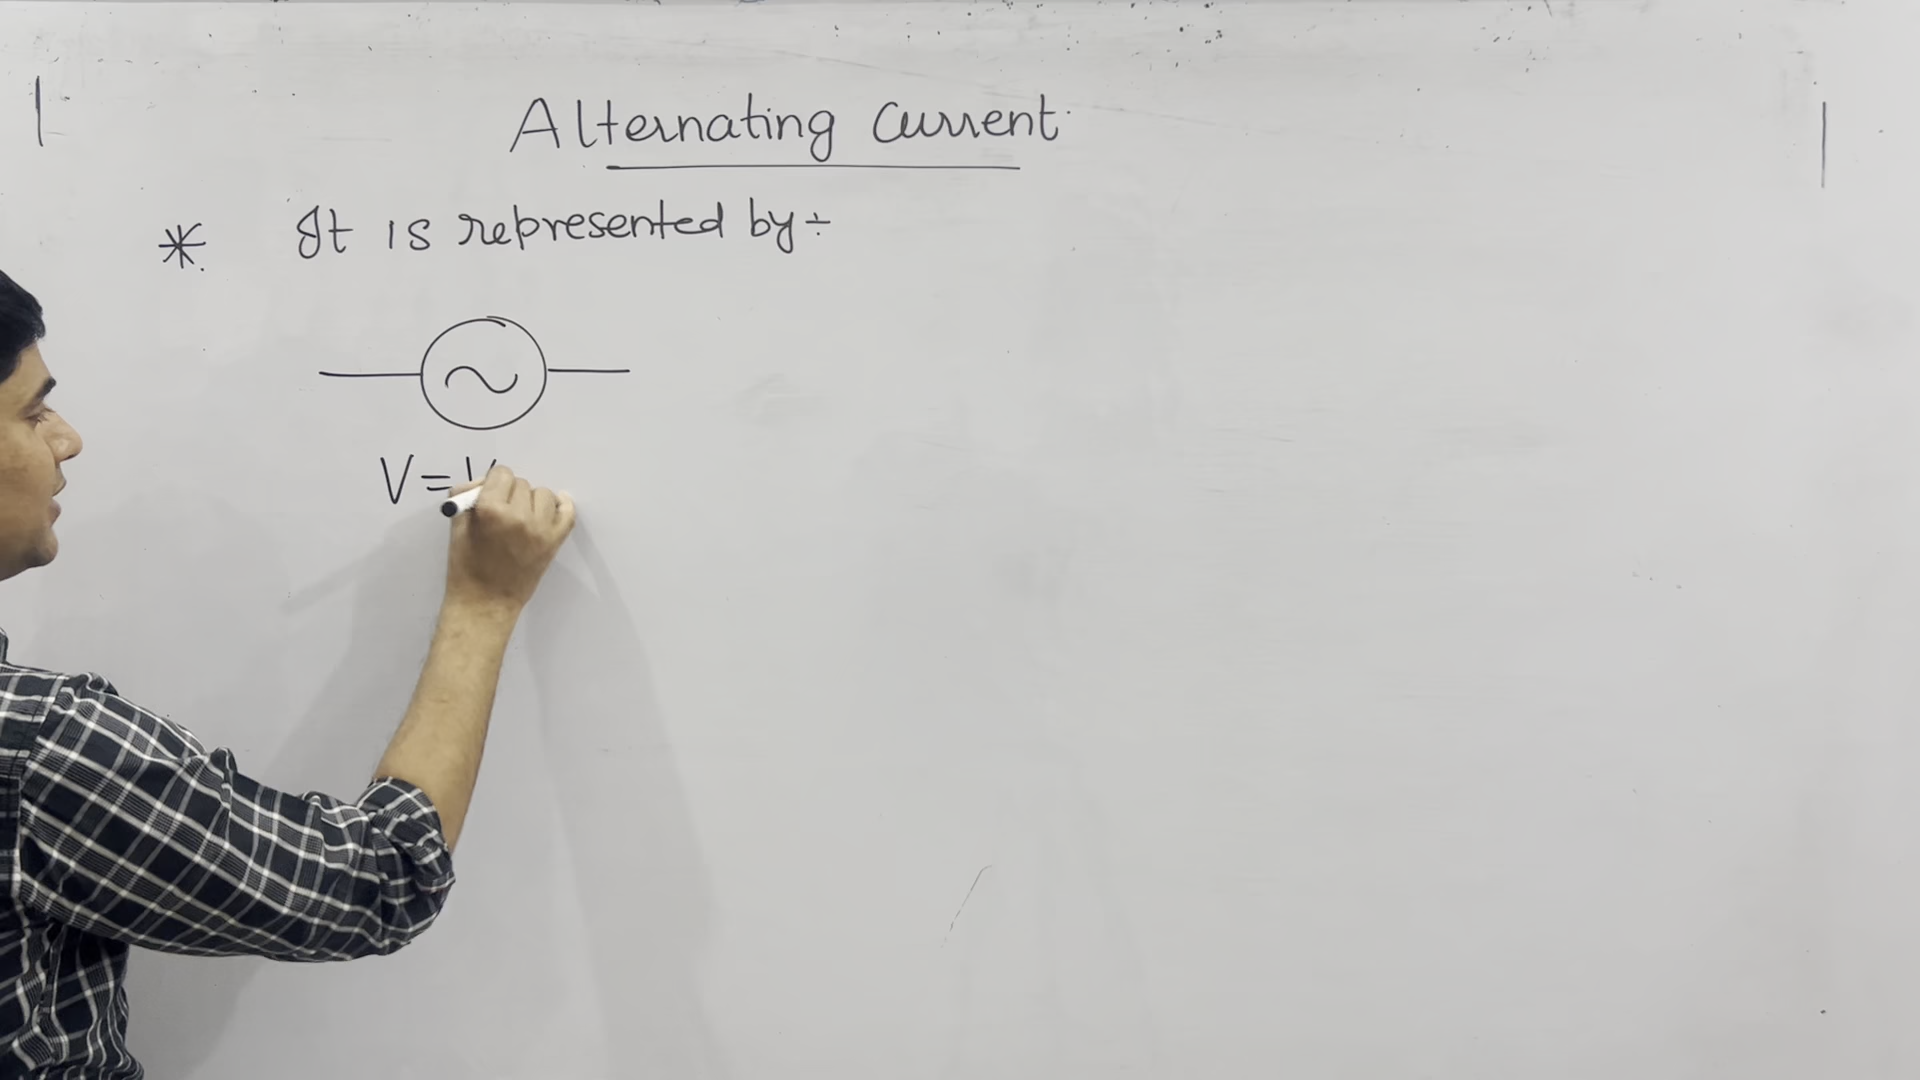 Alternating Current
* It is represented by÷
V=V